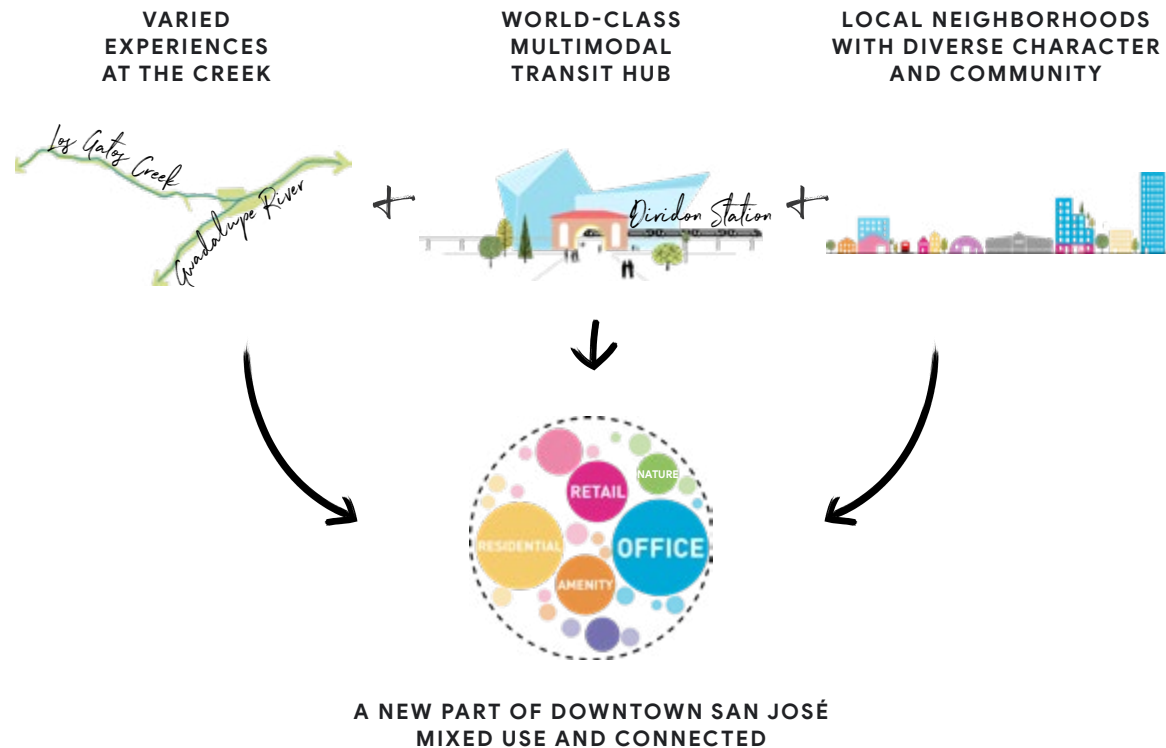 VARIED
EXPERIENCES
AT THE CREEK
WORLD-CLASS
MULTIMODAL
TRANSIT HUB
LOCAL NEIGHBORHOODS
WITH DIVERSE CHARACTER
AND COMMUNITY
Los Gatos Creek
Guadalupe River
+
Diridon Station
+
NATURE
RETAIL
RESIDENTIAL
OFFICE
AMENITY
A NEW PART OF DOWNTOWN SAN JOSÉ
MIXED USE AND CONNECTED